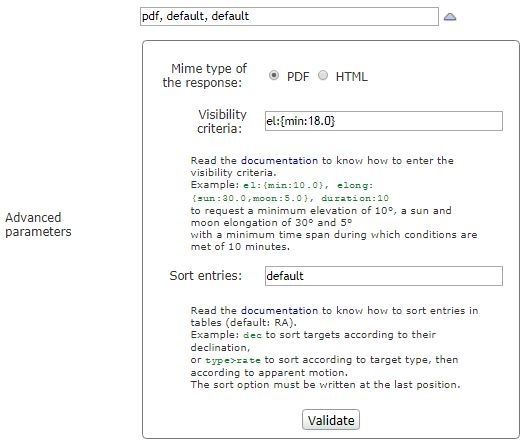 pdf, default, default
Mime type of
the response:
PDF
HTML
Visibility
criteria:
el:{min:18.0}
Read the documentation to know how to enter the
visibility criteria.
Example: el:{min:10.0}, elong:
{sun:30.0,moon:5.0}, duration:10
to request a minimum elevation of 10°, a sun and
moon elongation of 30° and 5°
with a minimum time span during which conditions are
met of 10 minutes.
Advanced
parameters
Sort entries:
default
Read the documentation to know how to sort entries in
tables (default: RA).
Example: dec to sort targets according to their
declination,
or type>rate to sort according to target type, then
according to apparent motion.
The sort option must be written at the last position.
Validate